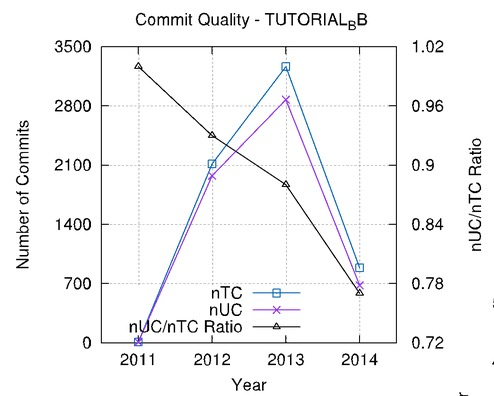 Commit Quality - TUTORIAL_BB
3500 1.02
2800 0.96
2100 0.9
1400 0.84
700 0.78
0 0.72
Number of Commits
nUC/nTC Ratio
nTC
nUC
nUC/nTC Ratio
2011 2012 2013 2014
Year